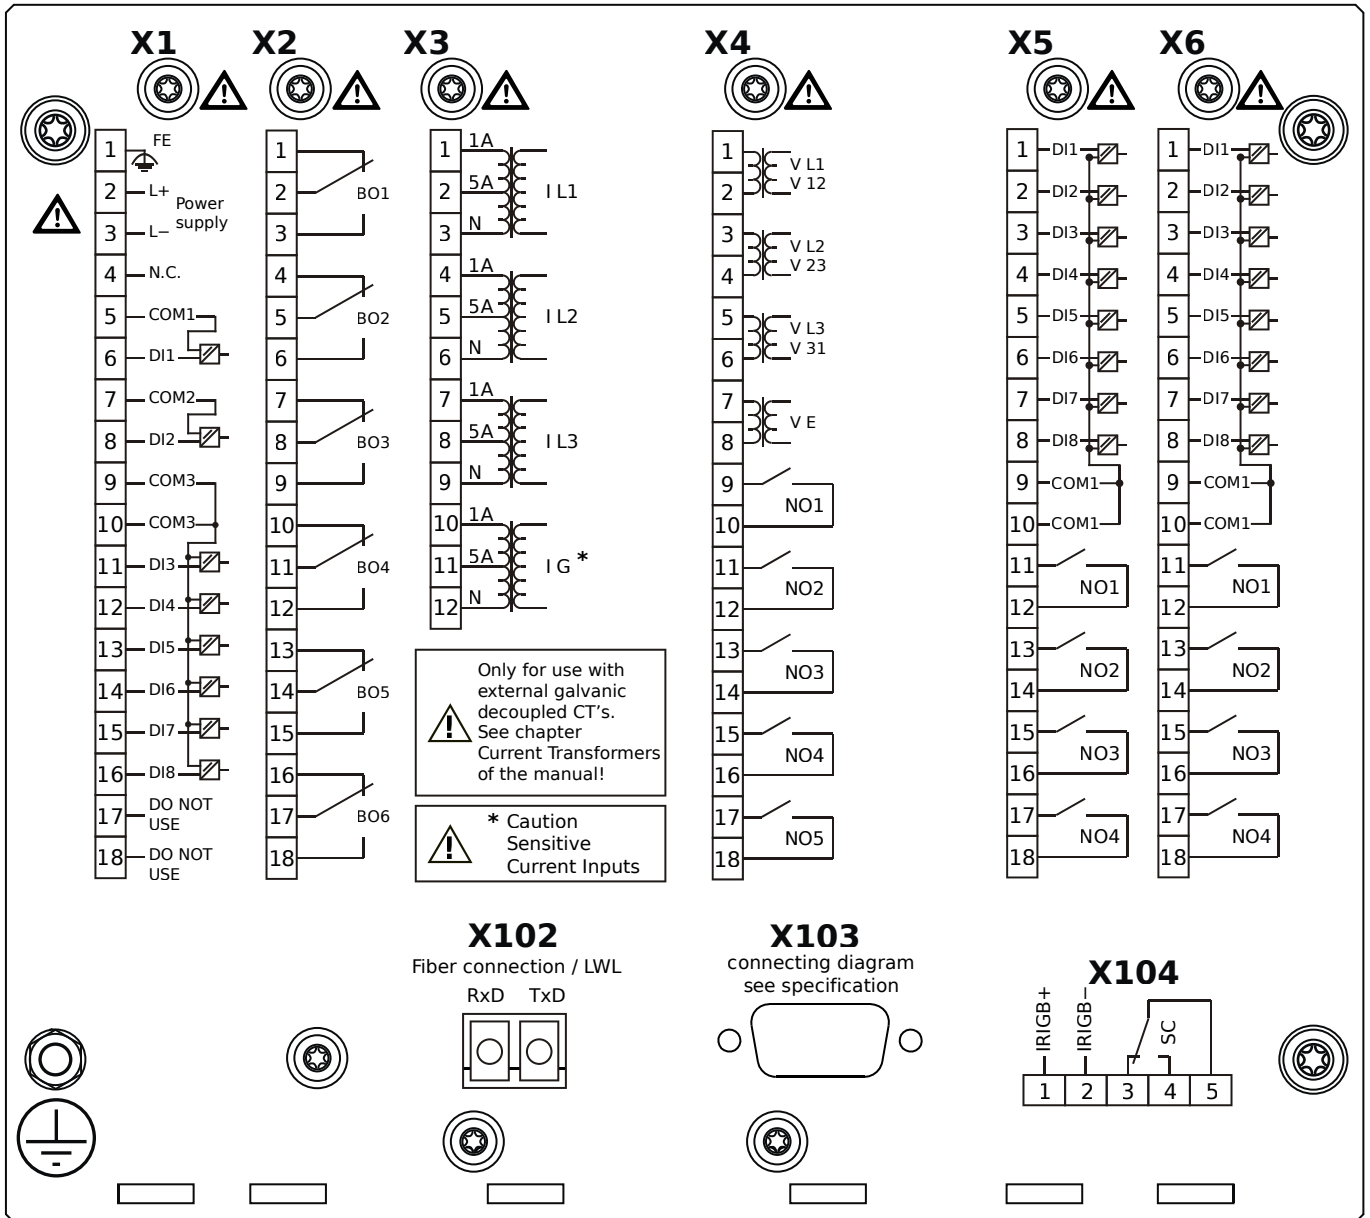 X1 X2 X3 X4 X5 X6
1 FE
2 L+
Power
supply
3 L−
4 N.C.
5 COM1
6 DI1
7 COM2
8 DI2
9 COM3
10 COM3
11 DI3
12 DI4
13 DI5
14 DI6
15 DI7
16 DI8
17 DO NOT
USE
18 DO NOT
USE
1
2 BO1
3
4
5 BO2
6
7
8 BO3
9
10
11 BO4
12
13
14 BO5
15
16
17 BO6
18
1 1A
2 5A I L1
3 N
4 1A
5 5A I L2
6 N
7 1A
8 5A I L3
9 N
10 1A
11 5A I G *
12 N
Only for use with
external galvanic
decoupled CT's.
See chapter
Current Transformers
of the manual!
* Caution
Sensitive
Current Inputs
1
V L1
V 12
2
3
V L2
V 23
4
5
V L3
V 31
6
7
V E
8
9
NO1
10
11
NO2
12
13
NO3
14
15
NO4
16
17
NO5
18
1 DI1
2 DI2
3 DI3
4 DI4
5 DI5
6 DI6
7 DI7
8 DI8
9 COM1
10 COM1
11
NO1
12
13
NO2
14
15
NO3
16
17
NO4
18
1 DI1
2 DI2
3 DI3
4 DI4
5 DI5
6 DI6
7 DI7
8 DI8
9 COM1
10 COM1
11
NO1
12
13
NO2
14
15
NO3
16
17
NO4
18
X102
Fiber connection / LWL
RxD TxD
X103
connecting diagram
see specification
X104
IRIGB+
IRIGB−
SC
1 2 3 4 5